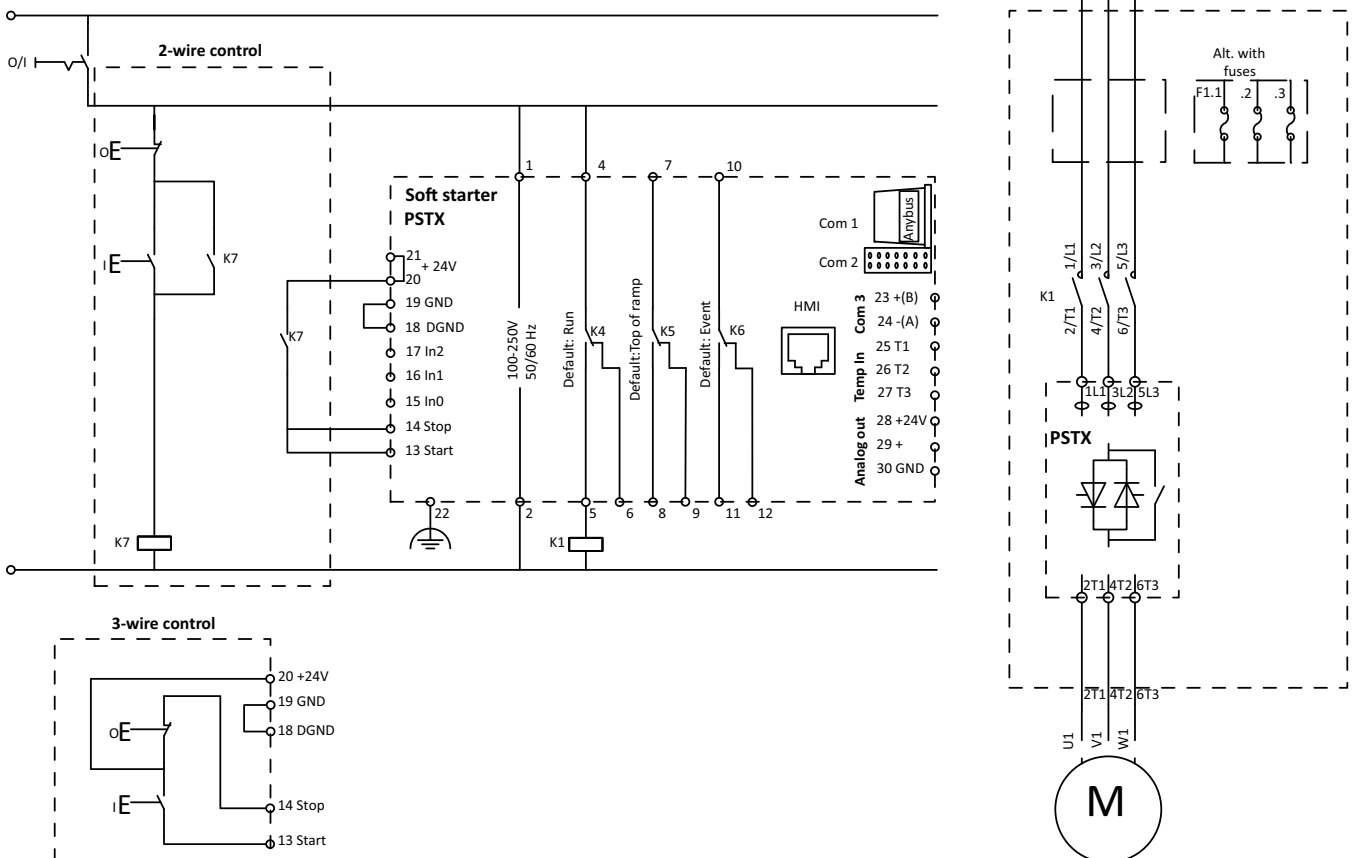 2-wire control
O/I
O
I
K7
K7
K7
Soft starter
PSTX
21
+ 24V
20
19 GND
18 DGND
17 In2
16 In1
15 In0
14 Stop
13 Start
22
1
4
7
10
100-250V
50/60 Hz
Default: Run
K4
Default:Top of ramp
K5
Default: Event
K6
2
5
6
8
9
11
12
K1
Com 1
Anybus
Com 2
HMI
Com 3
23 +(B)
24 -(A)
Temp In
25 T1
26 T2
27 T3
Analog out
28 +24V
29 +
30 GND
3-wire control
20 +24V
19 GND
18 DGND
O
14 Stop
I
13 Start
Alt. with
fuses
F1.1 .2 .3
1/L1 3/L2 5/L3
K1
2/T1 4/T2 6/T3
1L1 3L2 5L3
PSTX
2T1 4T2 6T3
2T1 4T2 6T3
U1 V1 W1
M